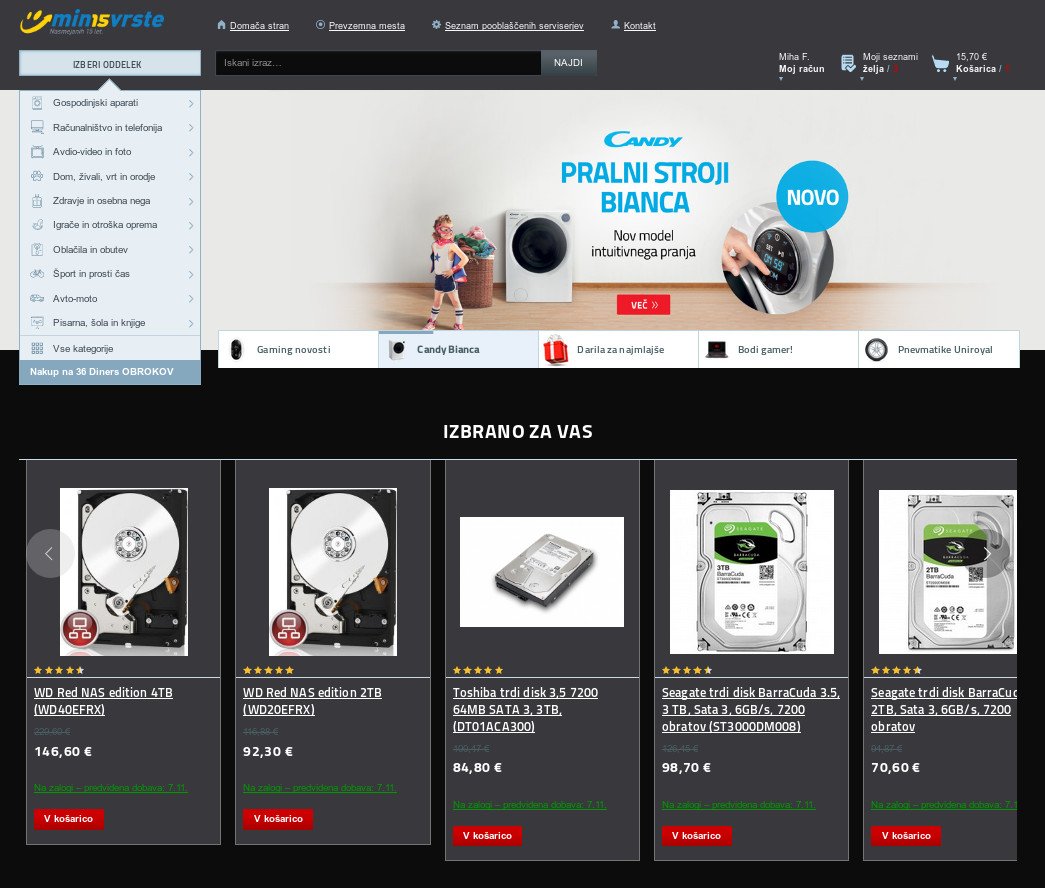 mim15vrste
Nasmejanih 15 let.
Domača stran
Prevzemna mesta
Seznam pooblaščenih serviserjev
Kontakt
IZBERI ODDELEK
Iskani izraz…
NAJDI
Miha F.
Moj račun
Moji seznami
želja /
15,70 €
Košarica /
Gospodinjski aparati
Računalništvo in telefonija
Avdio-video in foto
Dom, živali, vrt in orodje
Zdravje in osebna nega
Igrače in otroška oprema
Oblačila in obutev
Šport in prosti čas
Avto-moto
Pisarna, šola in knjige
Vse kategorije
Nakup na 36 Diners OBROKOV
CANDY
PRALNI STROJI
BIANCA
NOVO
Nov model
intuitivnega pranja
VEČ
Gaming novosti
Candy Bianca
Darila za najmlajše
Bodi gamer!
Pnevmatike Uniroyal
IZBRANO ZA VAS
WD Red NAS edition 4TB
(WD40EFRX)
229,60 €
146,60 €
Na zalogi – predvidena dobava: 7.11.
V košarico
WD Red NAS edition 2TB
(WD20EFRX)
116,88 €
92,30 €
Na zalogi – predvidena dobava: 7.11.
V košarico
Toshiba trdi disk 3,5 7200
64MB SATA 3, 3TB,
(DT01ACA300)
109,47 €
84,80 €
Na zalogi – predvidena dobava: 7.11.
V košarico
SEAGATE
BARRACUDA
3TB
BarraCuda
Seagate trdi disk BarraCuda 3.5,
3 TB, Sata 3, 6GB/s, 7200
obratov (ST3000DM008)
126,45 €
98,70 €
Na zalogi – predvidena dobava: 7.11.
V košarico
SEAGATE
BARRACUDA
2TB
BarraCuda
Seagate trdi disk BarraCuc
2TB, Sata 3, 6GB/s, 7200
obratov
94,87 €
70,60 €
Na zalogi – predvidena dobava: 7.1
V košarico